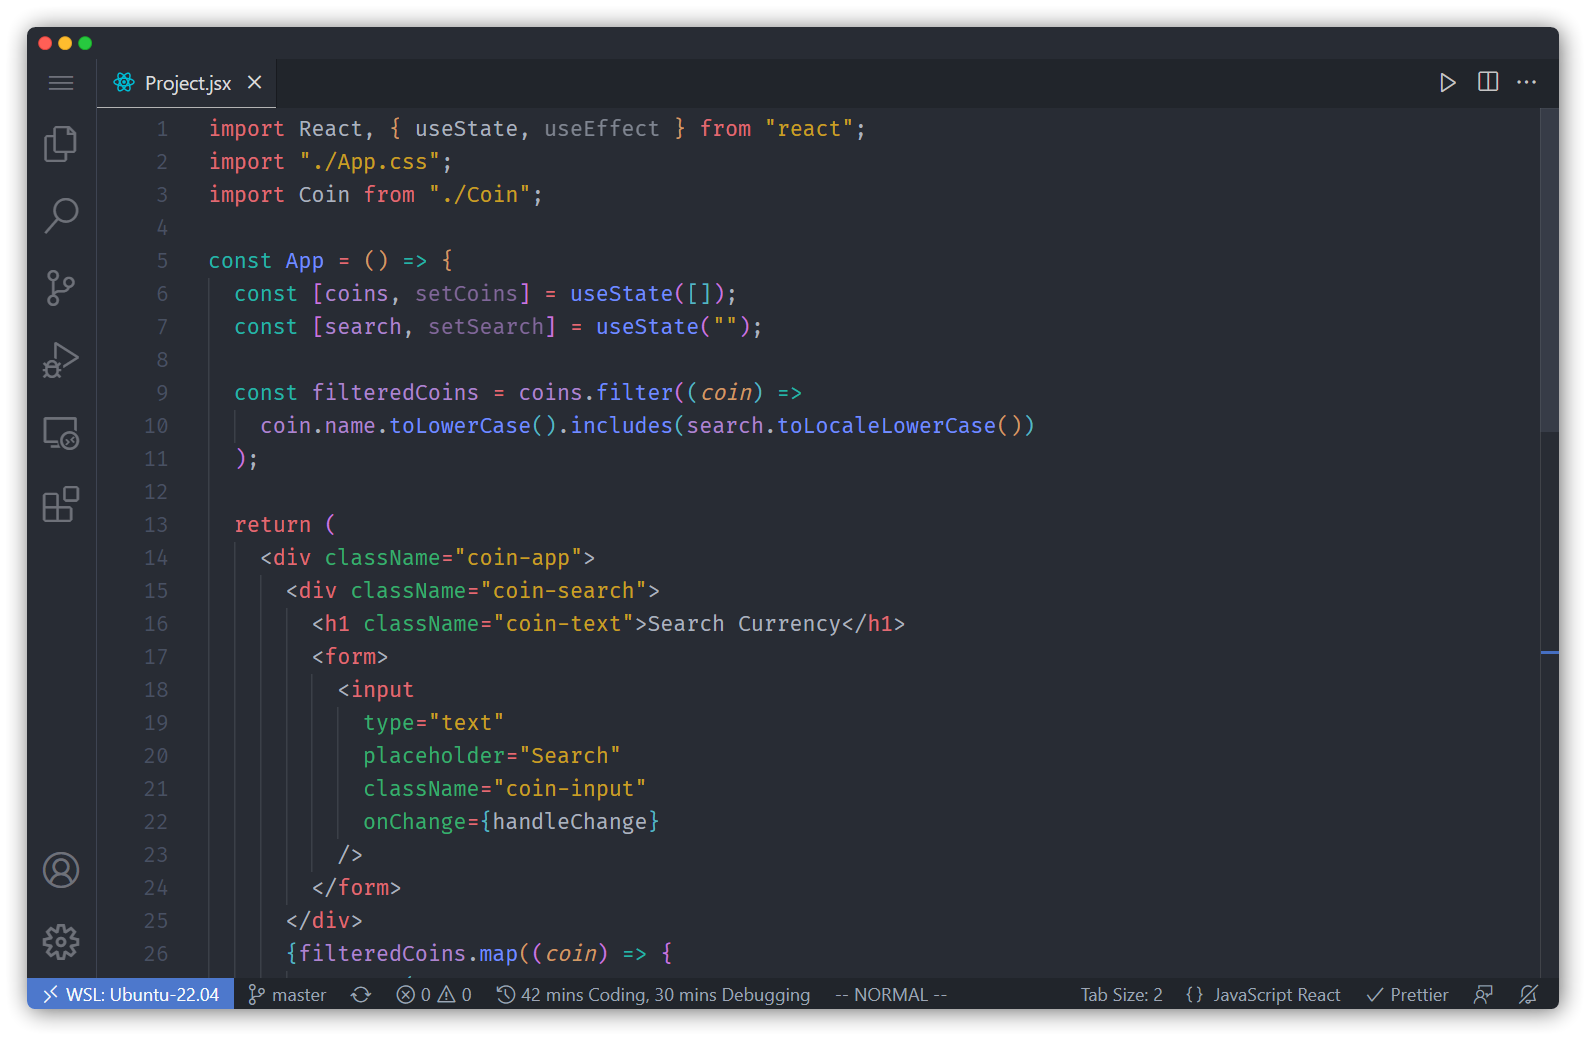 Project.jsx
1 import React, { useState, useEffect } from "react";
2 import "./App.css";
3 import Coin from "./Coin";
4
5 const App = () => {
6 const [coins, setCoins] = useState([]);
7 const [search, setSearch] = useState("");
8
9 const filteredCoins = coins.filter((coin) =>
10 coin.name.toLowerCase().includes(search.toLocaleLowerCase())
11 );
12
13 return (
14 <div className="coin-app">
15 <div className="coin-search">
16 <h1 className="coin-text">Search Currency</h1>
17 <form>
18 <input
19 type="text"
20 placeholder="Search"
21 className="coin-input"
22 onChange={handleChange}
23 />
24 </form>
25 </div>
26 {filteredCoins.map((coin) => {
WSL: Ubuntu-22.04 master 0 0 42 mins Coding, 30 mins Debugging -- NORMAL -- Tab Size: 2 {} JavaScript React Prettier